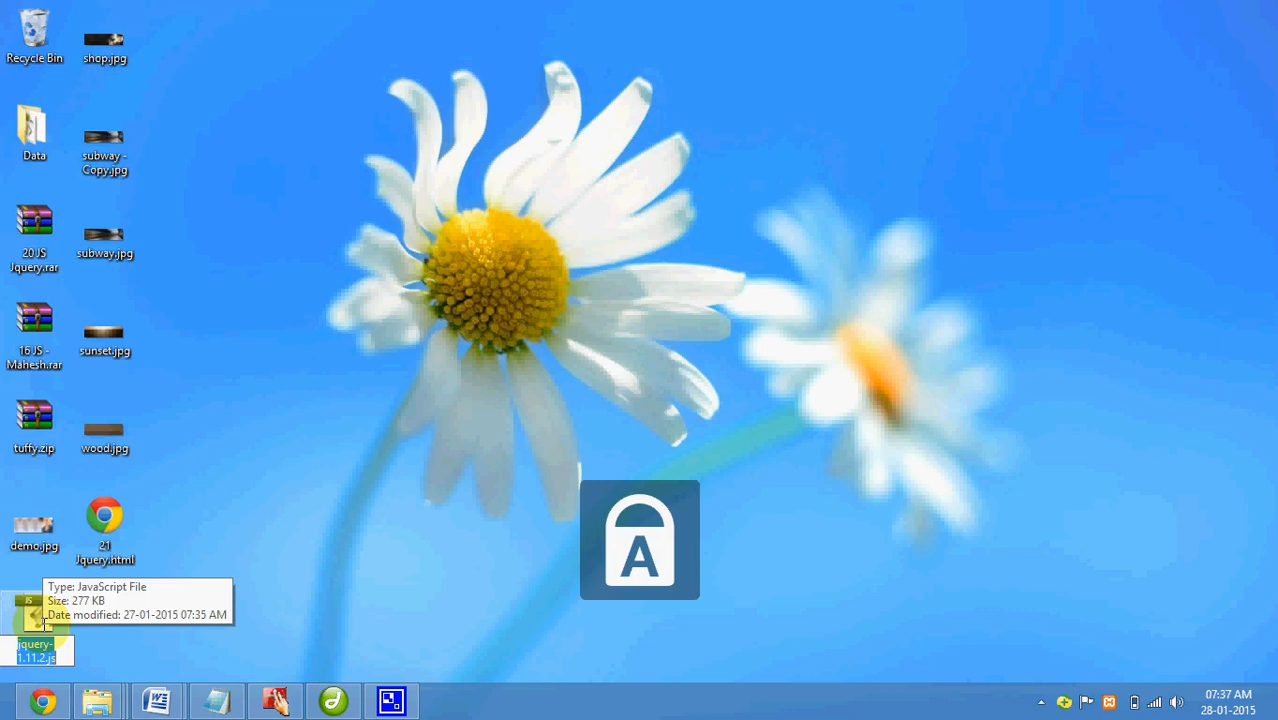 Recycle Bin
shop.jpg
Data
subway -
Copy.jpg
20 JS
Jquery.rar
subway.jpg
16 JS -
Mahesh.rar
sunset.jpg
tuffy.zip
wood.jpg
demo.jpg
21
Jquery.html
JS
Type: JavaScript File
Size: 277 KB
Date modified: 27-01-2015 07:35 AM
jquery-
1.11.2.js
A
07:37 AM
28-01-2015